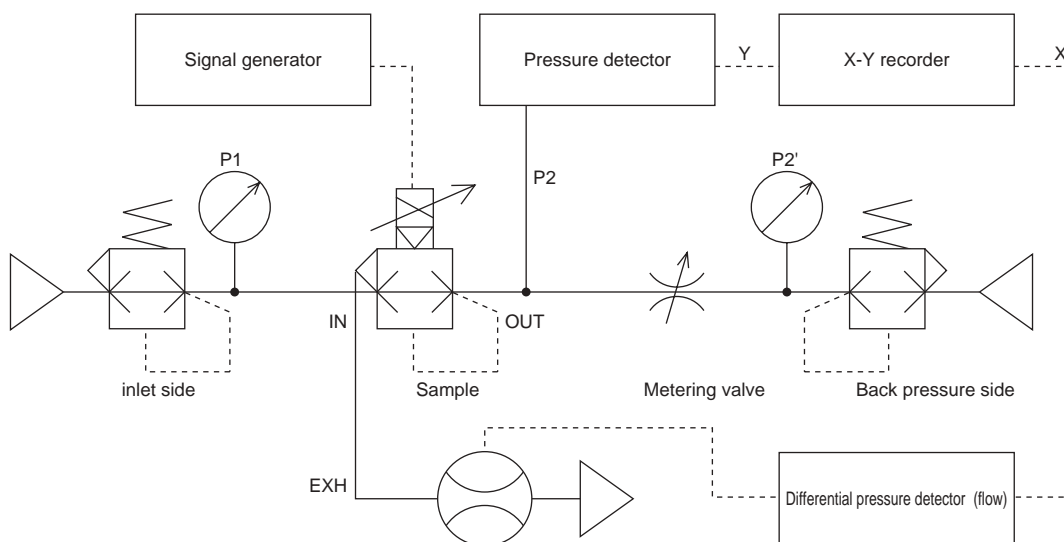 Signal generator
Pressure detector
Y
X-Y recorder
X
P1
P2
P2'
IN
OUT
inlet side
Sample
Metering valve
Back pressure side
EXH
Differential pressure detector (flow)